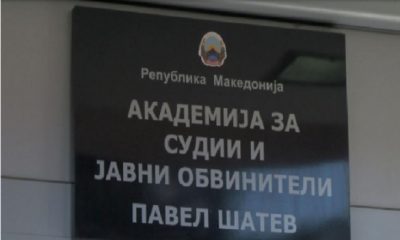 Република Македонија
АКАДЕМИЈА ЗА
СУДИИ И
ЈАВНИ ОБВИНИТЕЛИ
ПАВЕЛ ШАТЕВ